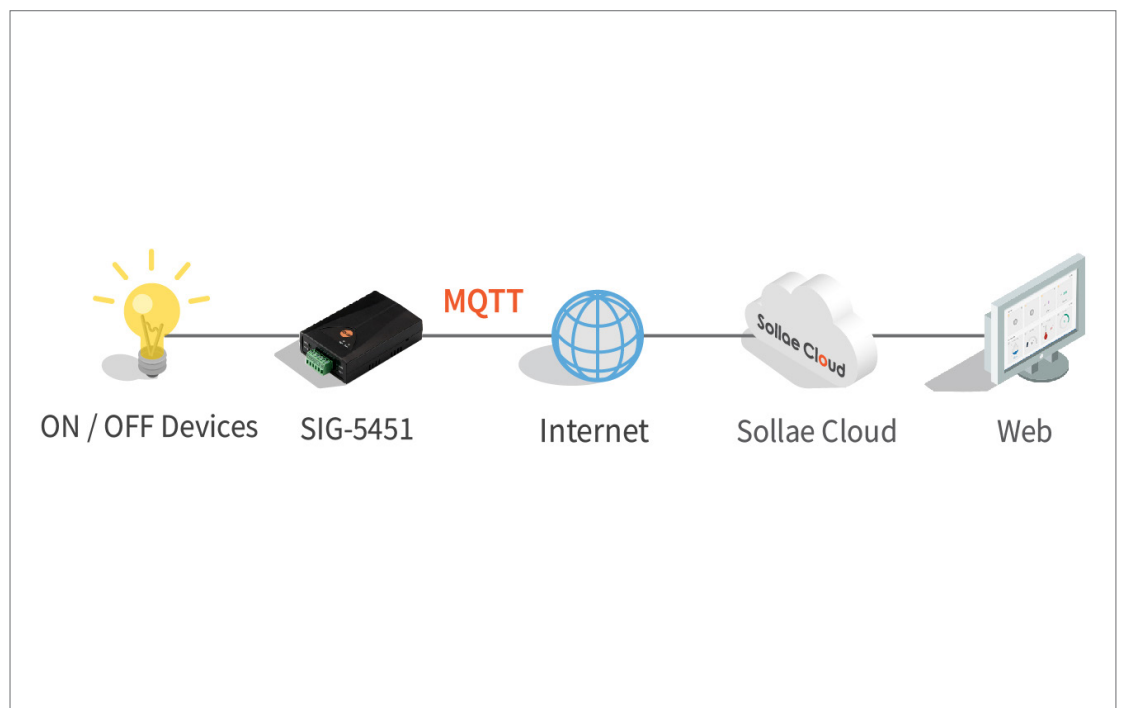 MQTT
Sollae Cloud
ON / OFF Devices
SIG-5451
Internet
Sollae Cloud
Web